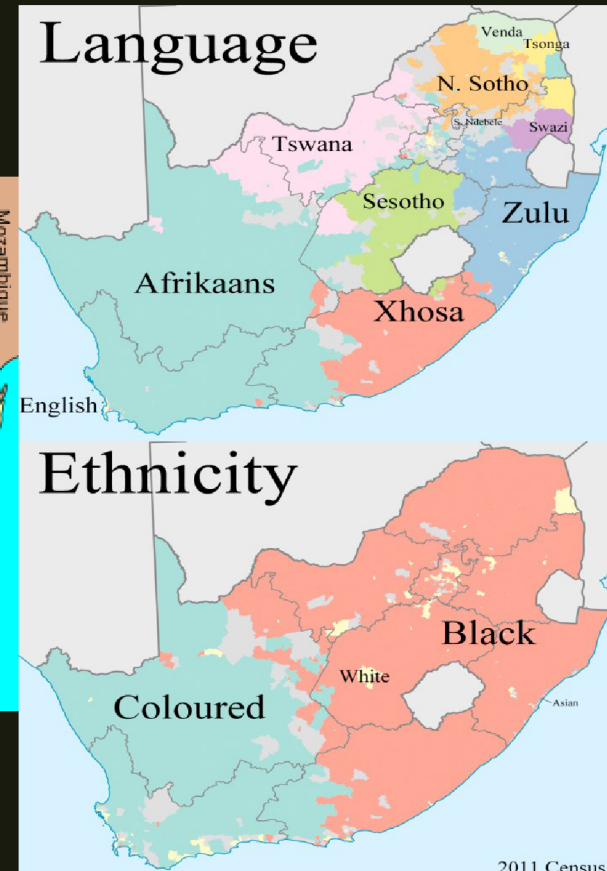 Language
Venda
Tsonga
N. Sotho
S. Ndebele
Swazi
Tswana
Sesotho
Zulu
Afrikaans
Xhosa
English
Mozambique
Ethnicity
Black
White
Coloured
Asian
2011 Census